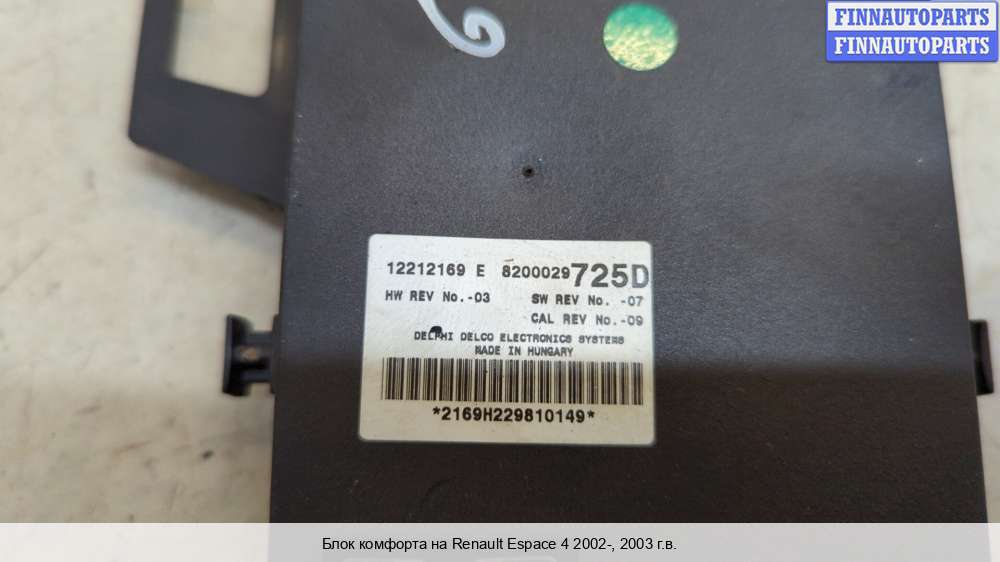 FINNAUTOPARTS
FINNAUTOPARTS
12212169 E 8200029725D
HW REV No.-03 SW REV No. -07
CAL REV No.-09
DELPHI DELCO ELECTRONICS SYSTEMS
MADE IN HUNGARY
*2169H229810149*
Блок комфорта на Renault Espace 4 2002-, 2003 г.в.